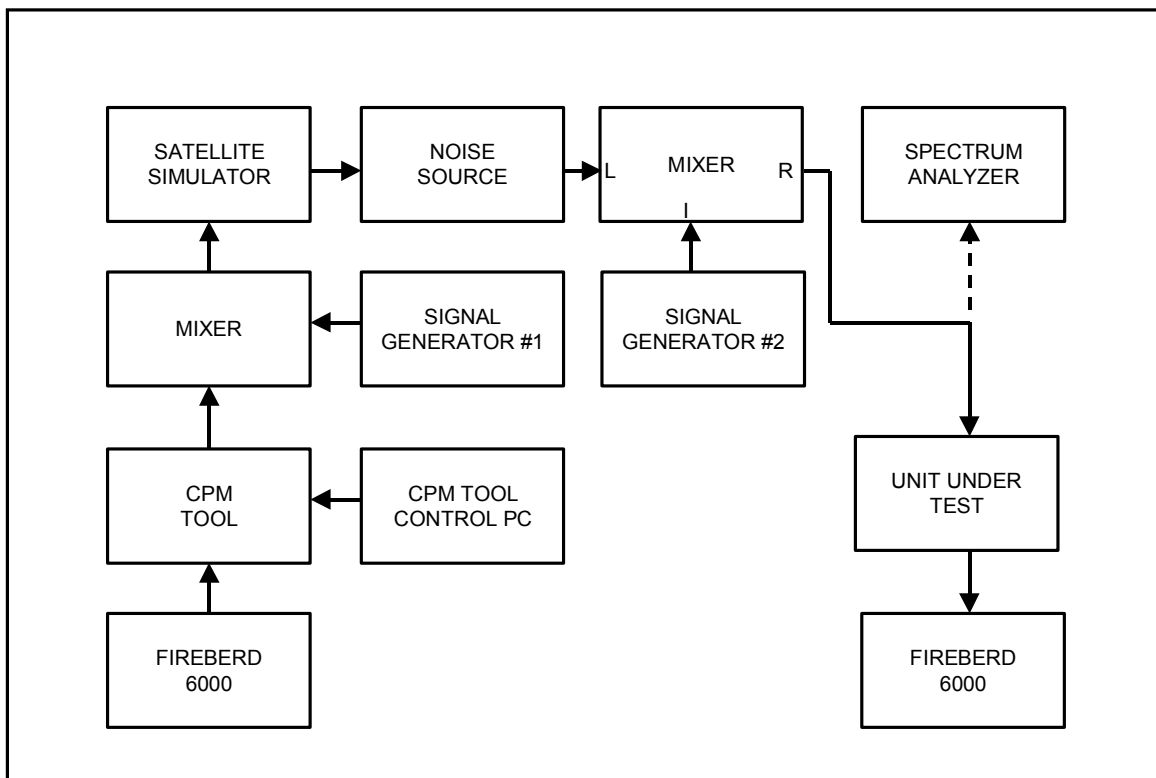 SATELLITE
SIMULATOR
NOISE
SOURCE
L
MIXER
R
I
SPECTRUM
ANALYZER
MIXER
SIGNAL
GENERATOR #1
SIGNAL
GENERATOR #2
CPM
TOOL
CPM TOOL
CONTROL PC
UNIT UNDER
TEST
FIREBERD
6000
FIREBERD
6000